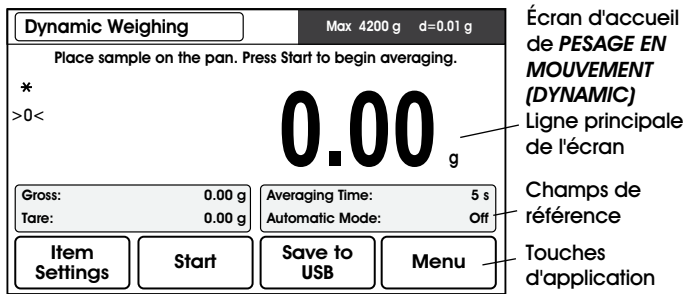 Dynamic Weighing
Max 4200 g d=0.01 g
Place sample on the pan. Press Start to begin averaging.
*
>0<
0.00 g
Gross: 0.00 g
Tare: 0.00 g
Averaging Time: 5 s
Automatic Mode: Off
Item
Settings
Start
Save to
USB
Menu
Écran d'accueil
de PESAGE EN
MOUVEMENT
(DYNAMIC)
Ligne principale
de l'écran
Champs de
référence
Touches
d'application